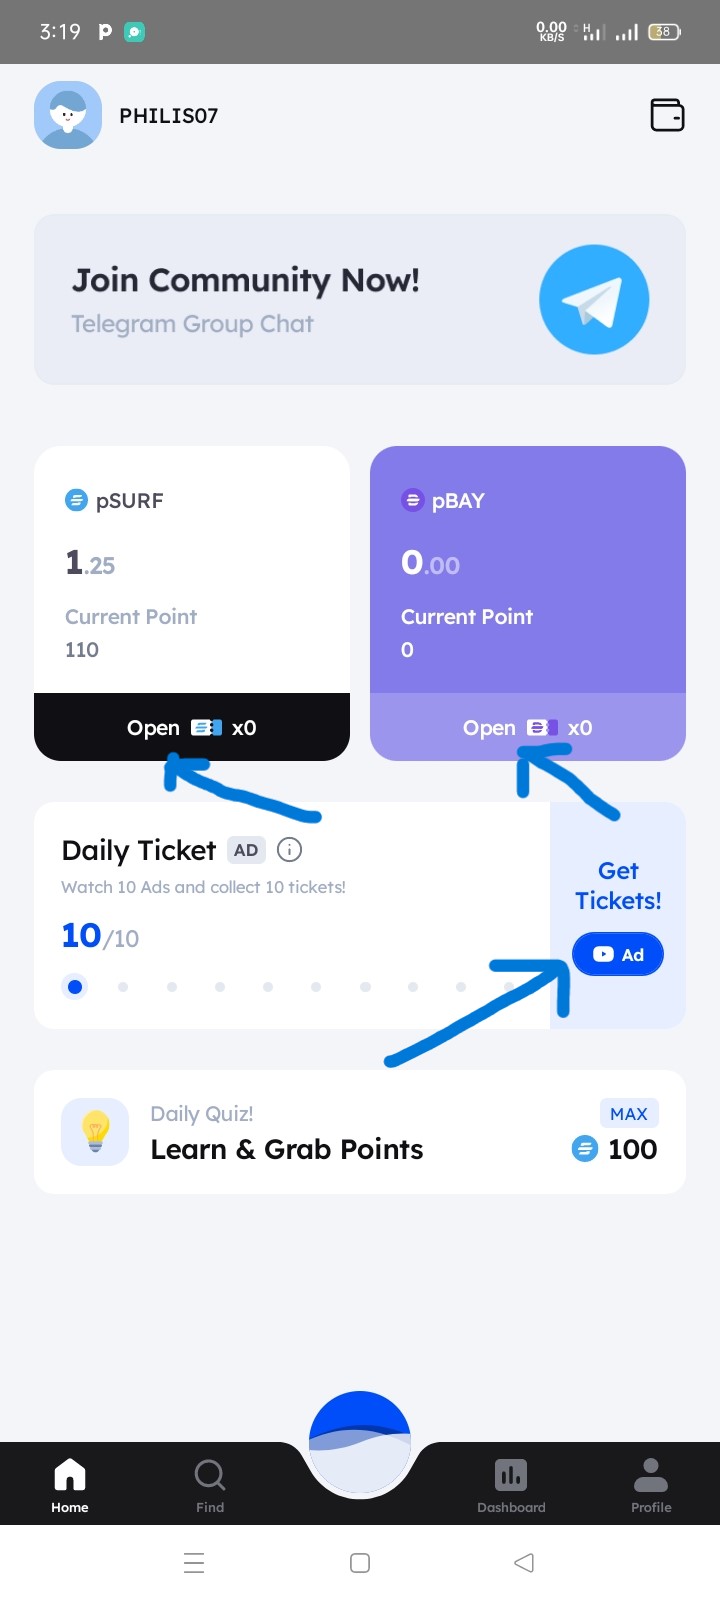 3:19
0.00
KB/S
H
38
PHILIS07
Join Community Now!
Telegram Group Chat
pSURF
1.25
Current Point
110
Open x0
pBAY
0.00
Current Point
0
Open x0
Daily Ticket AD
Watch 10 Ads and collect 10 tickets!
10/10
Get
Tickets!
Ad
Daily Quiz!
Learn & Grab Points
MAX
100
Home
Find
Dashboard
Profile